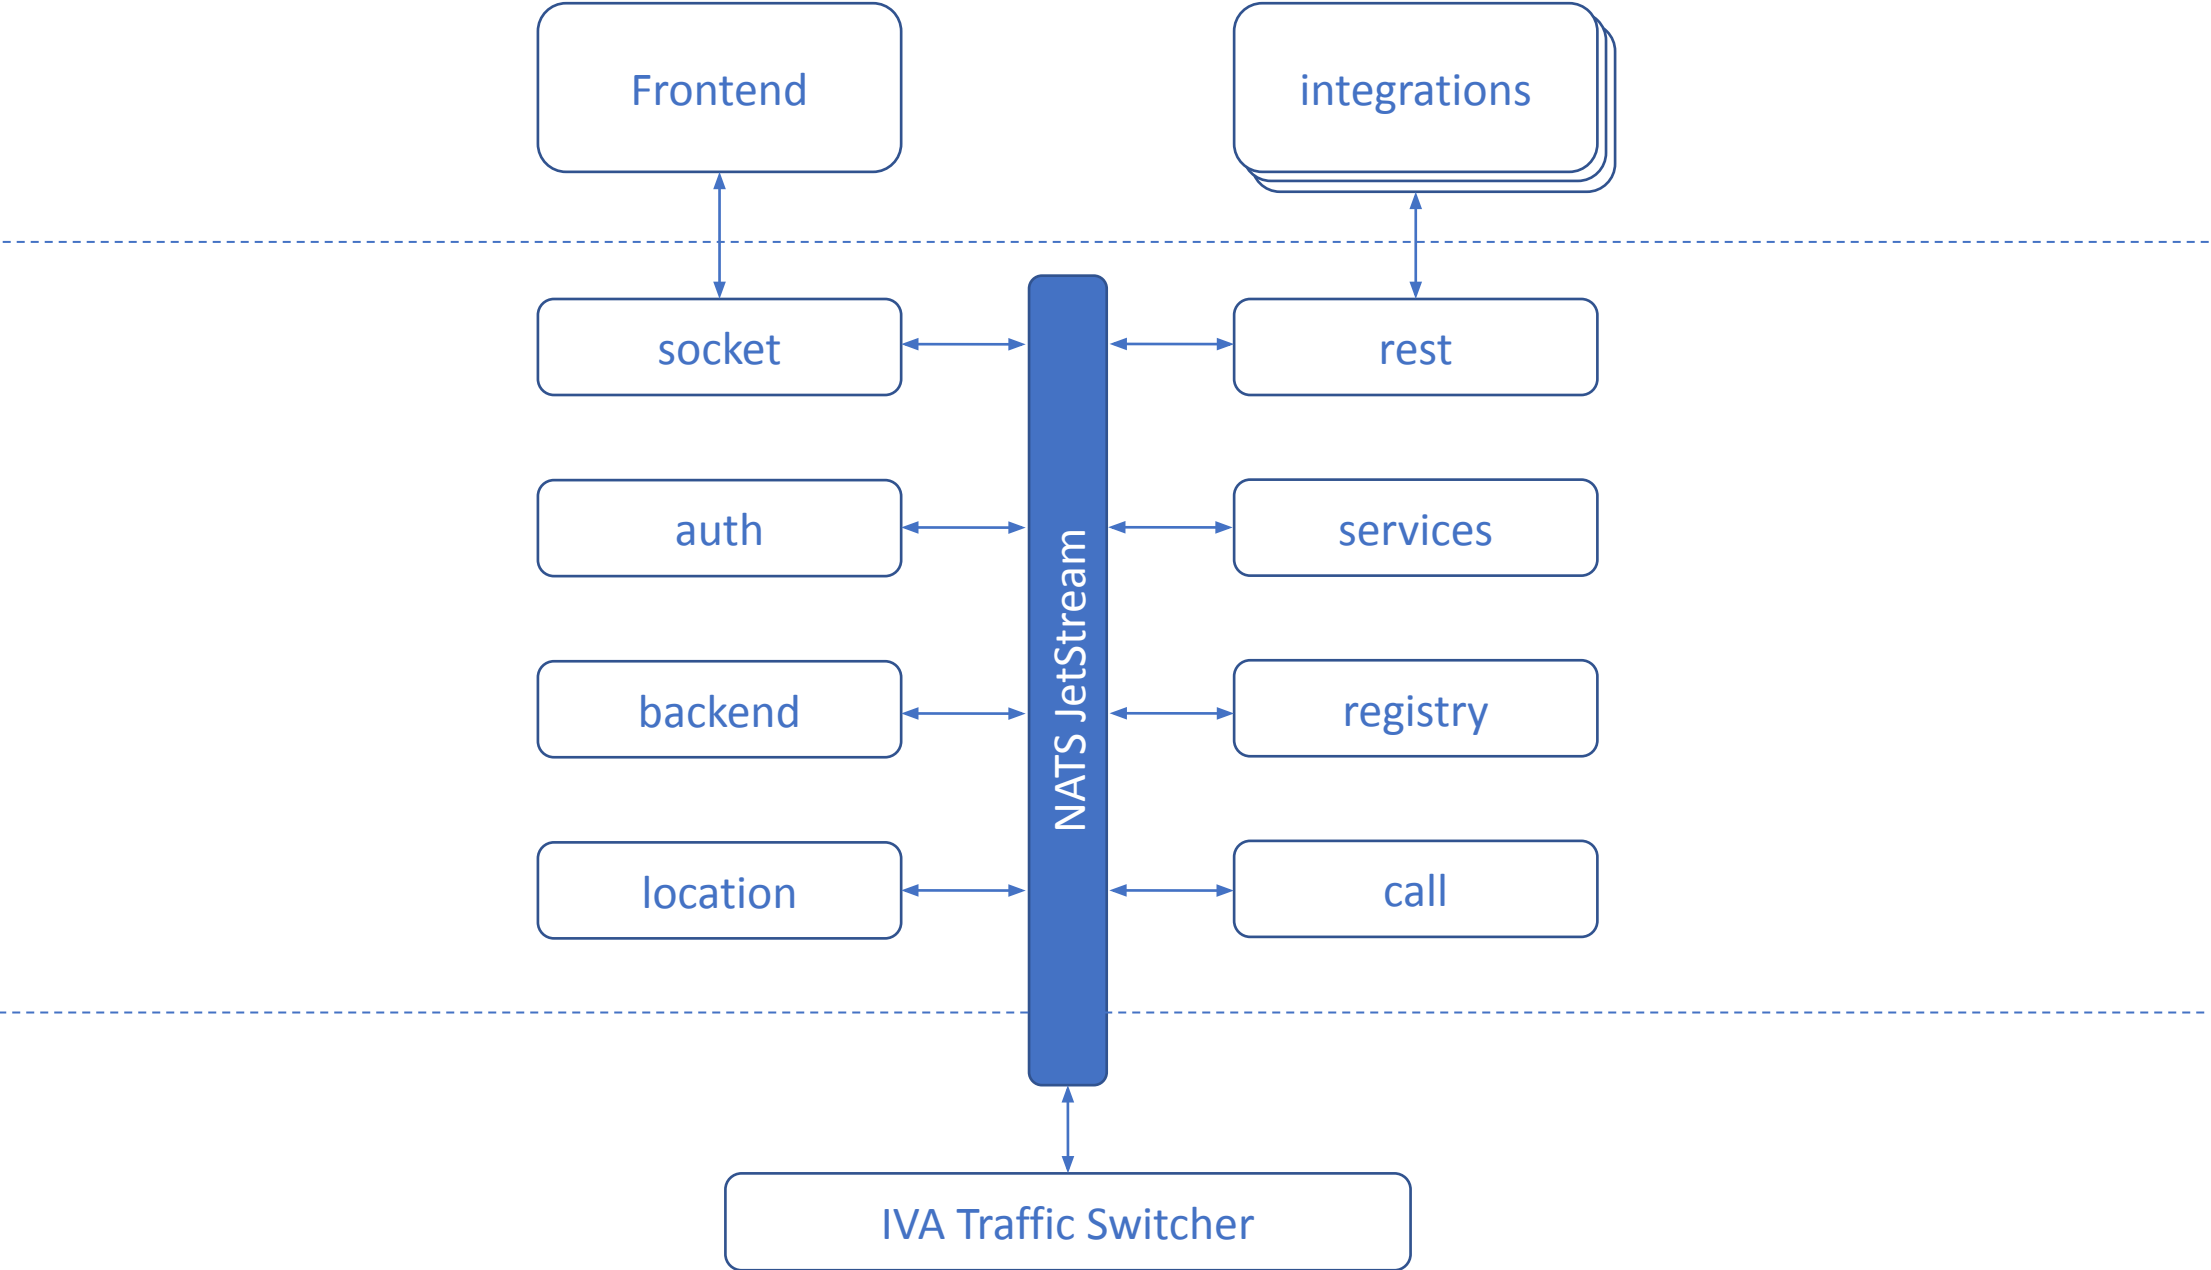 Frontend
integrations
socket
rest
auth
services
NATS JetStream
backend
registry
location
call
IVA Traffic Switcher